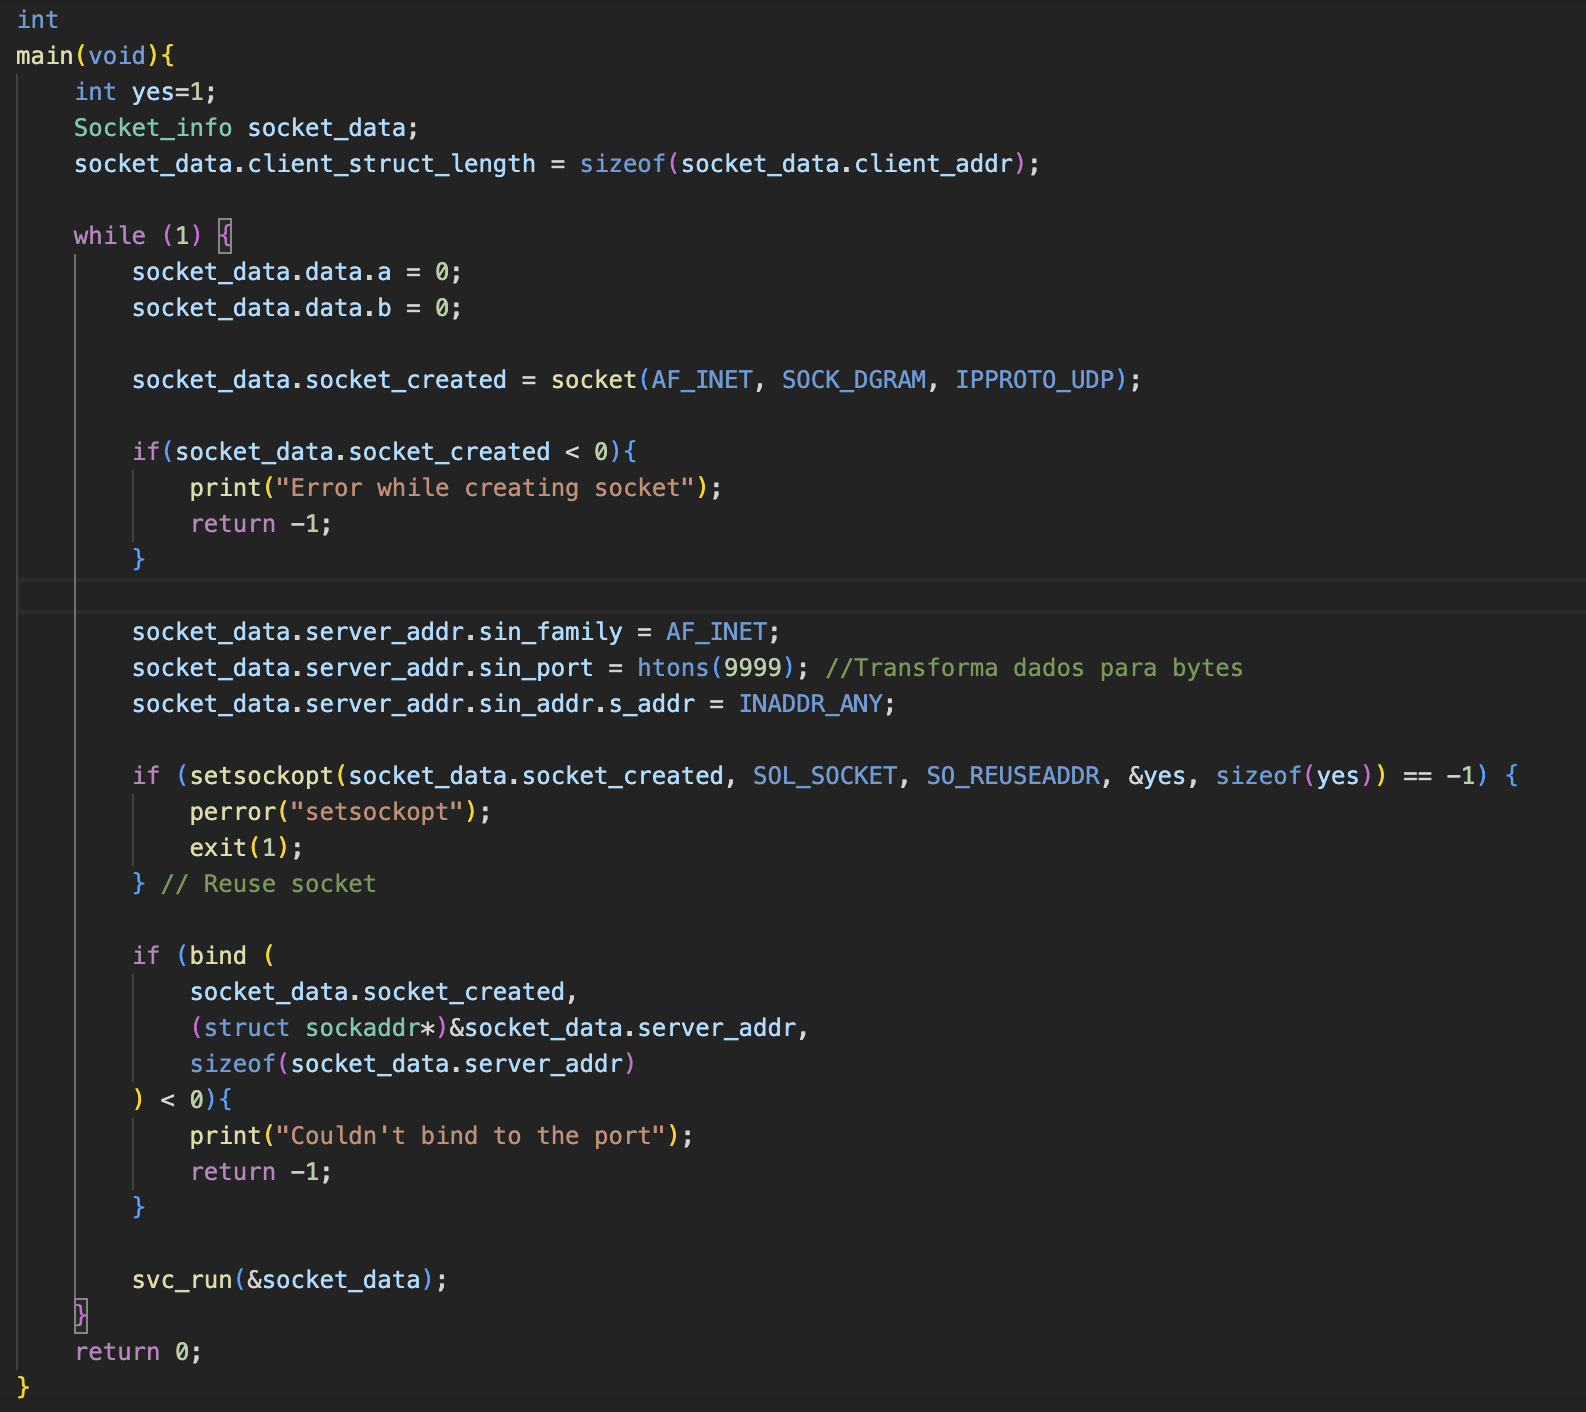 int
main(void){
    int yes=1;
    Socket_info socket_data;
    socket_data.client_struct_length = sizeof(socket_data.client_addr);

    while (1) {
        socket_data.data.a = 0;
        socket_data.data.b = 0;

        socket_data.socket_created = socket(AF_INET, SOCK_DGRAM, IPPROTO_UDP);

        if(socket_data.socket_created < 0){
            print("Error while creating socket");
            return -1;
        }

        socket_data.server_addr.sin_family = AF_INET;
        socket_data.server_addr.sin_port = htons(9999); //Transforma dados para bytes
        socket_data.server_addr.sin_addr.s_addr = INADDR_ANY;

        if (setsockopt(socket_data.socket_created, SOL_SOCKET, SO_REUSEADDR, &yes, sizeof(yes)) == -1) {
            perror("setsockopt");
            exit(1);
        } // Reuse socket

        if (bind (
            socket_data.socket_created,
            (struct sockaddr*)&socket_data.server_addr,
            sizeof(socket_data.server_addr)
        ) < 0){
            print("Couldn't bind to the port");
            return -1;
        }

        svc_run(&socket_data);
    }
    return 0;
}